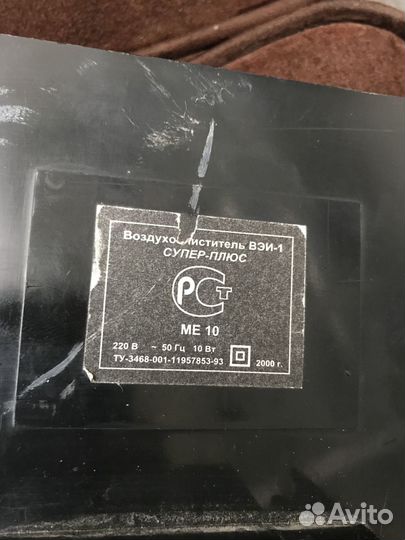 Воздухоочиститель ВЭИ-1
СУПЕР-ПЛЮС
РСТ
МЕ 10
220 В ~ 50 Гц 10 Вт
ТУ-3468-001-11957853-93 2000 г.
Avito